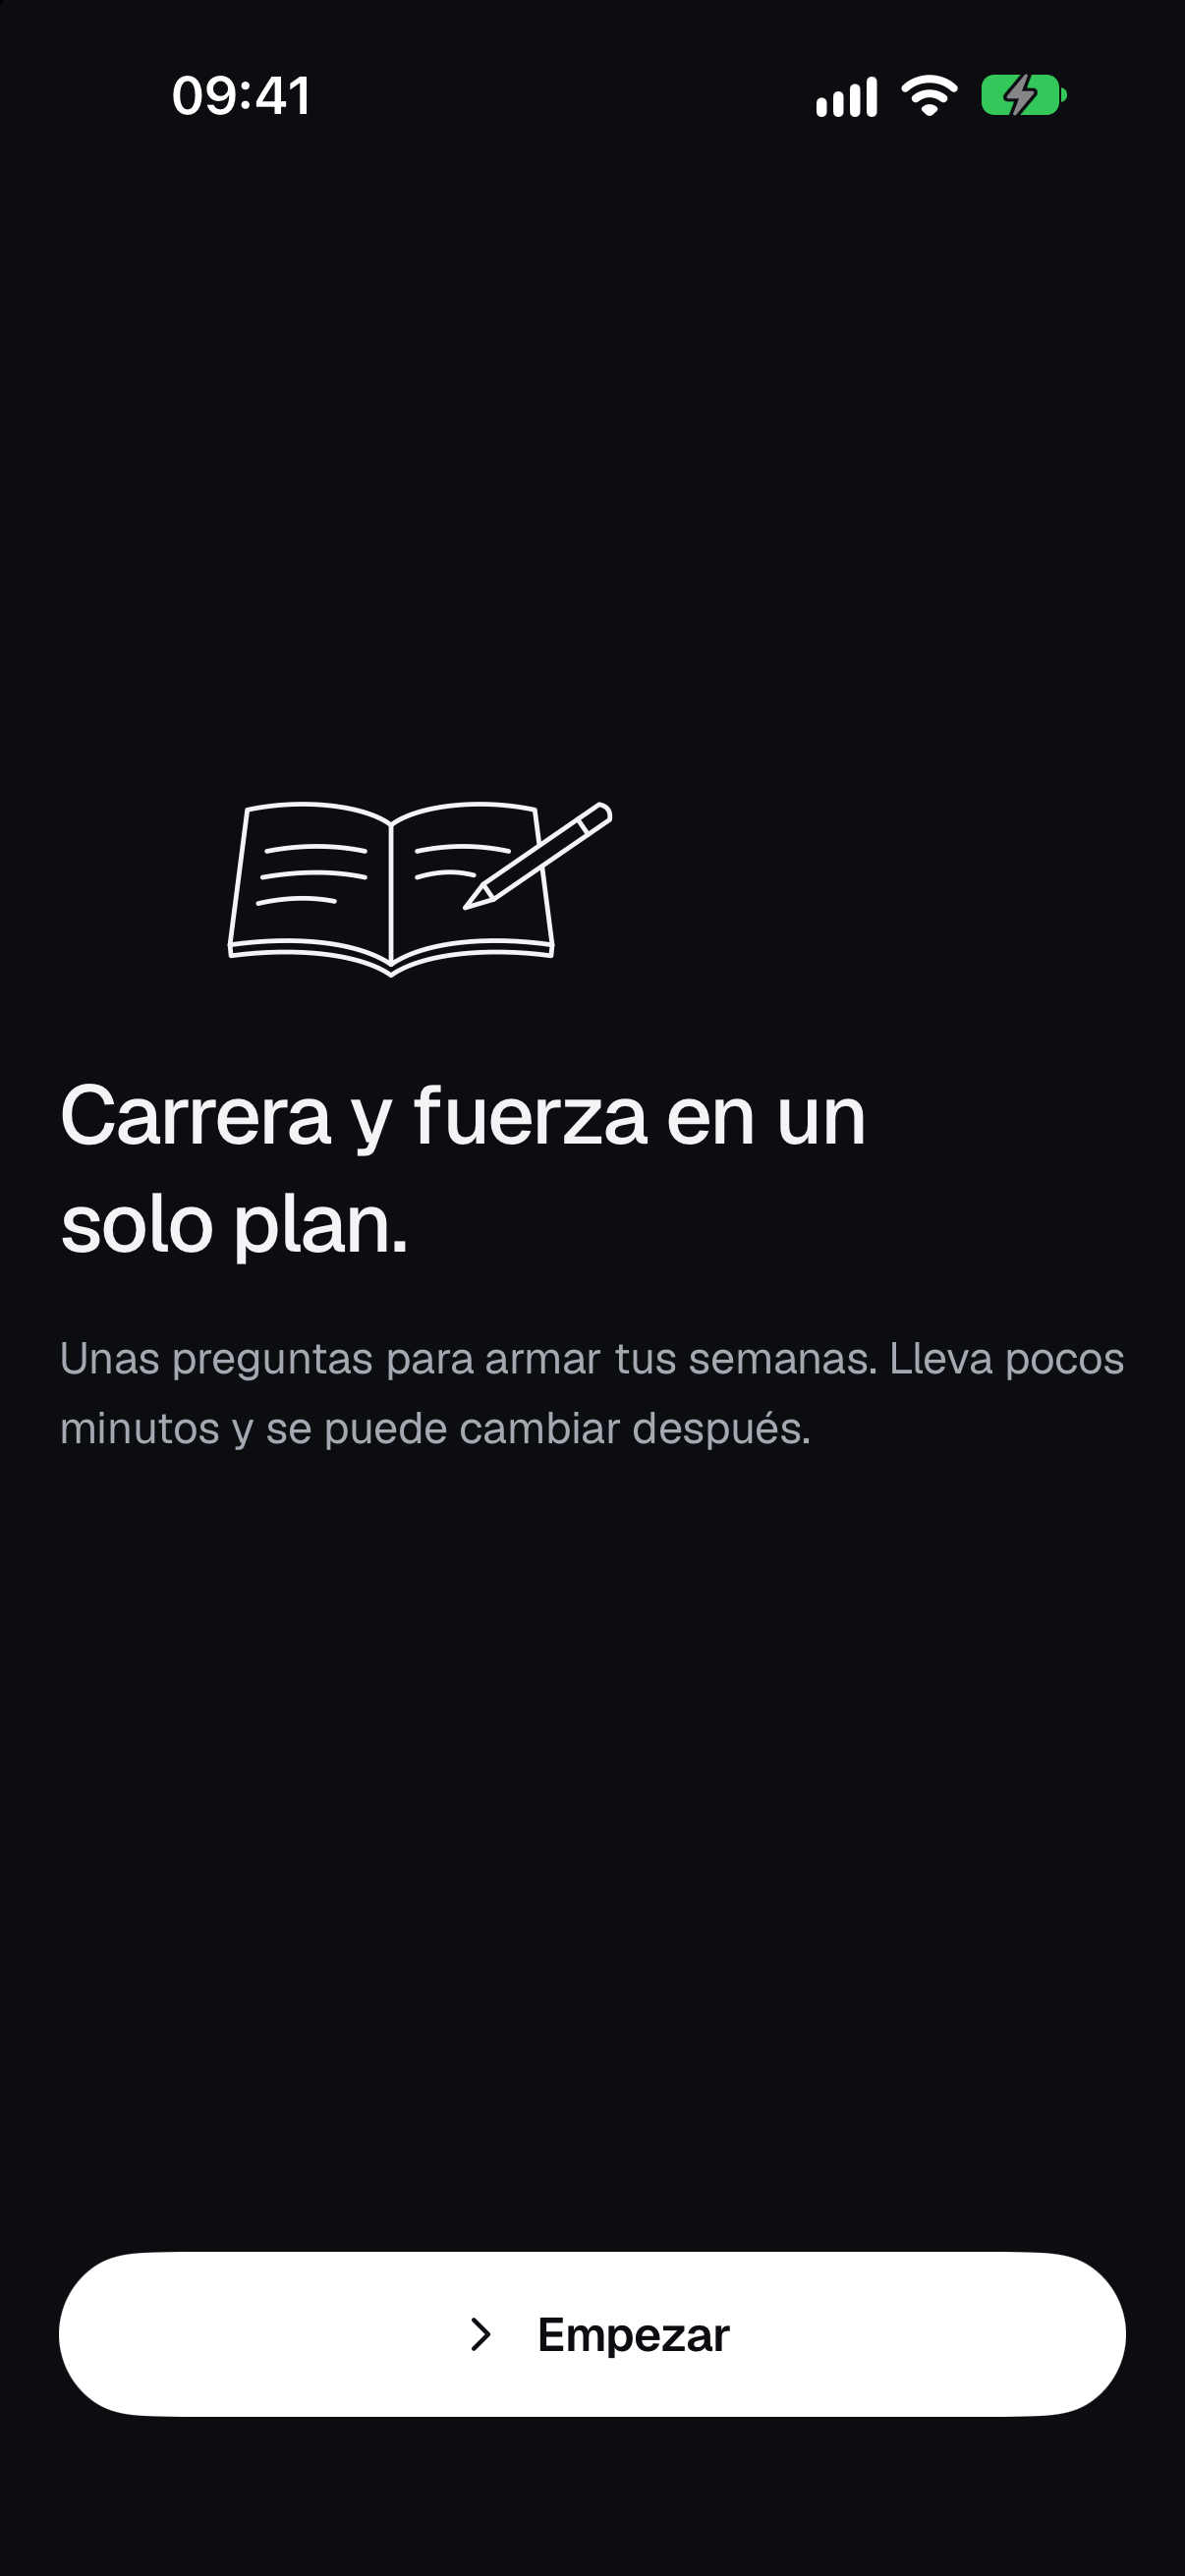 09:41
Carrera y fuerza en un
solo plan.
Unas preguntas para armar tus semanas. Lleva pocos
minutos y se puede cambiar después.
Empezar